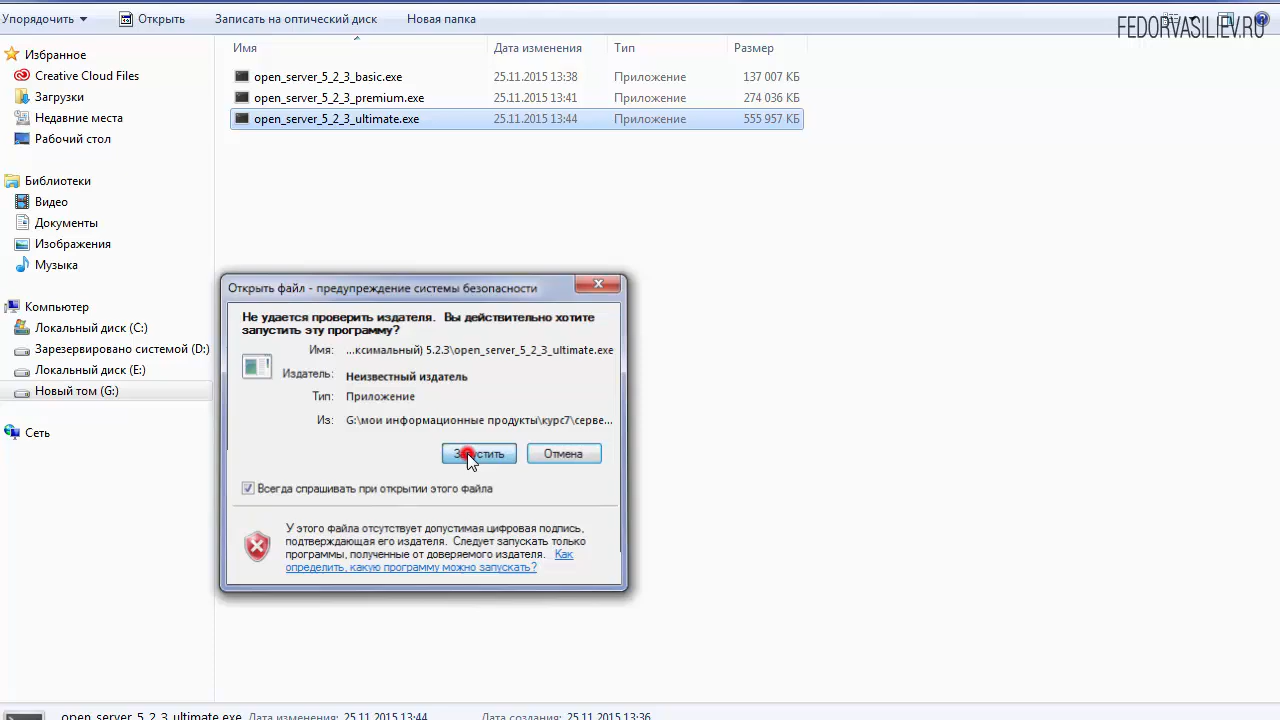 Упорядочить
Открыть
Записать на оптический диск
Новая папка
FEDORVASILIEV.RU
Имя
Дата изменения
Тип
Размер
open_server_5_2_3_basic.exe 25.11.2015 13:38 Приложение 137 007 КБ
open_server_5_2_3_premium.exe 25.11.2015 13:41 Приложение 274 036 КБ
open_server_5_2_3_ultimate.exe 25.11.2015 13:44 Приложение 555 957 КБ
Избранное
Creative Cloud Files
Загрузки
Недавние места
Рабочий стол
Библиотеки
Видео
Документы
Изображения
Музыка
Компьютер
Локальный диск (C:)
Зарезервировано системой (D:)
Локальный диск (E:)
Новый том (G:)
Сеть
Открыть файл - предупреждение системы безопасности
Не удается проверить издателя. Вы действительно хотите
запустить эту программу?
Имя: ...ксимальный) 5.2.3\open_server_5_2_3_ultimate.exe
Издатель: Неизвестный издатель
Тип: Приложение
Из: G:\мои информационные продукты\курс7\серве...
Запустить
Отмена
Всегда спрашивать при открытии этого файла
У этого файла отсутствует допустимая цифровая подпись,
подтверждающая его издателя. Следует запускать только
программы, полученные от доверяемого издателя. Как
определить, какую программу можно запускать?
open_server_5_2_3_ultimate.exe Дата изменения: 25.11.2015 13:44 Дата создания: 25.11.2015 13:36